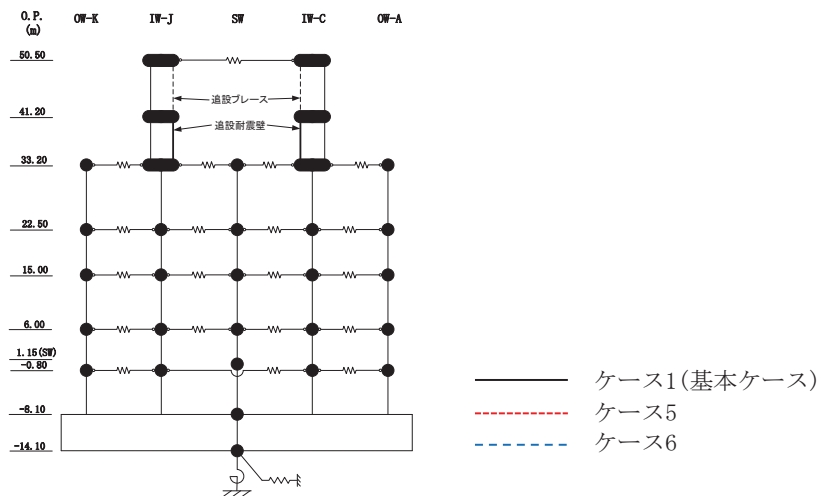 O.P.
(m)
OW-K IW-J SW IW-C OW-A
50.50
追設ブレース
41.20
追設耐震壁
33.20
22.50
15.00
6.00
1.15(SW)
-0.80
-8.10
-14.10
ケース1(基本ケース)
ケース5
ケース6